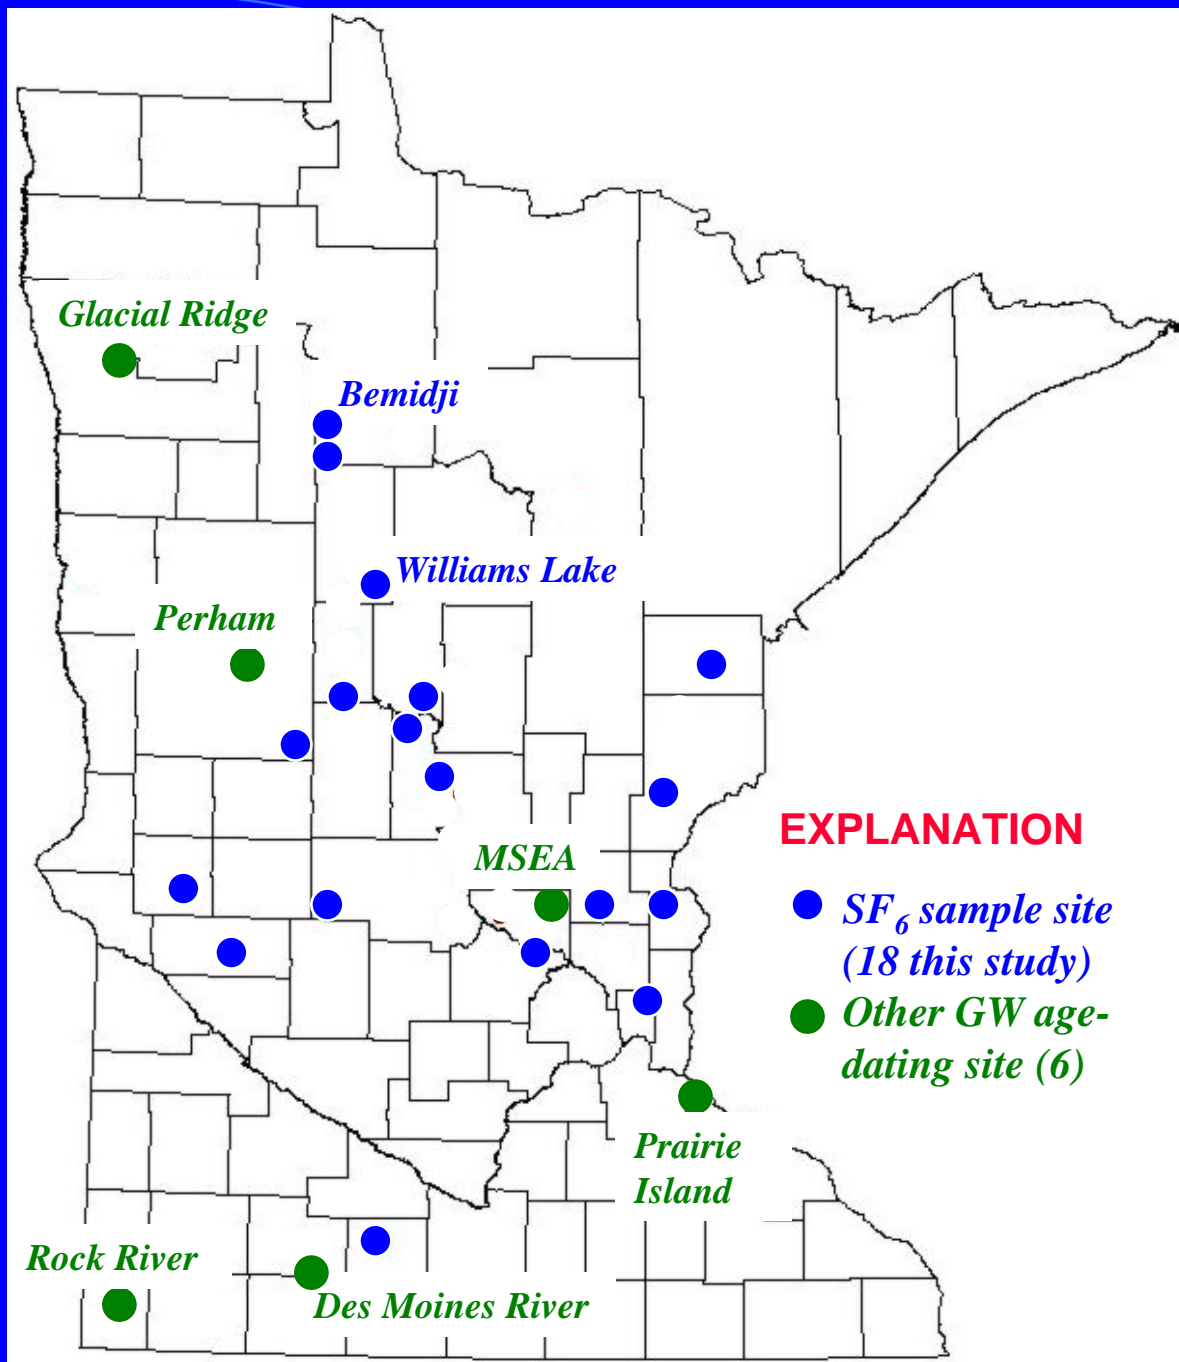 Glacial Ridge
Bemidji
Williams Lake
Perham
MSEA
EXPLANATION
SF6 sample site
(18 this study)
Other GW age-
dating site (6)
Prairie
Island
Rock River
Des Moines River